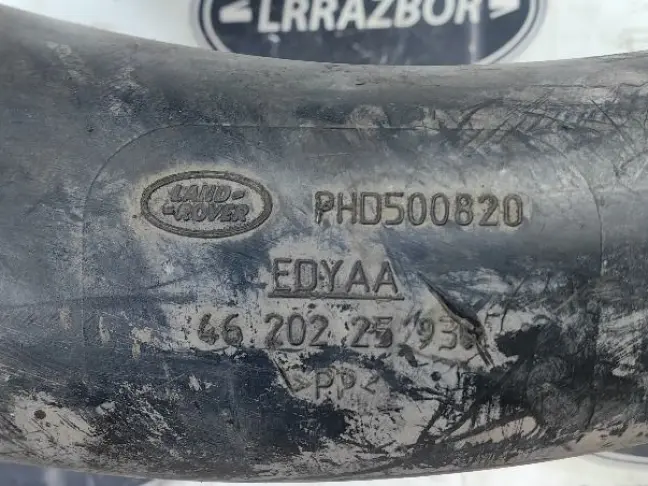 LRRAZBOR
LAND-
-ROVER PHD500820
EDYAA
46 202 25 93
>PP<